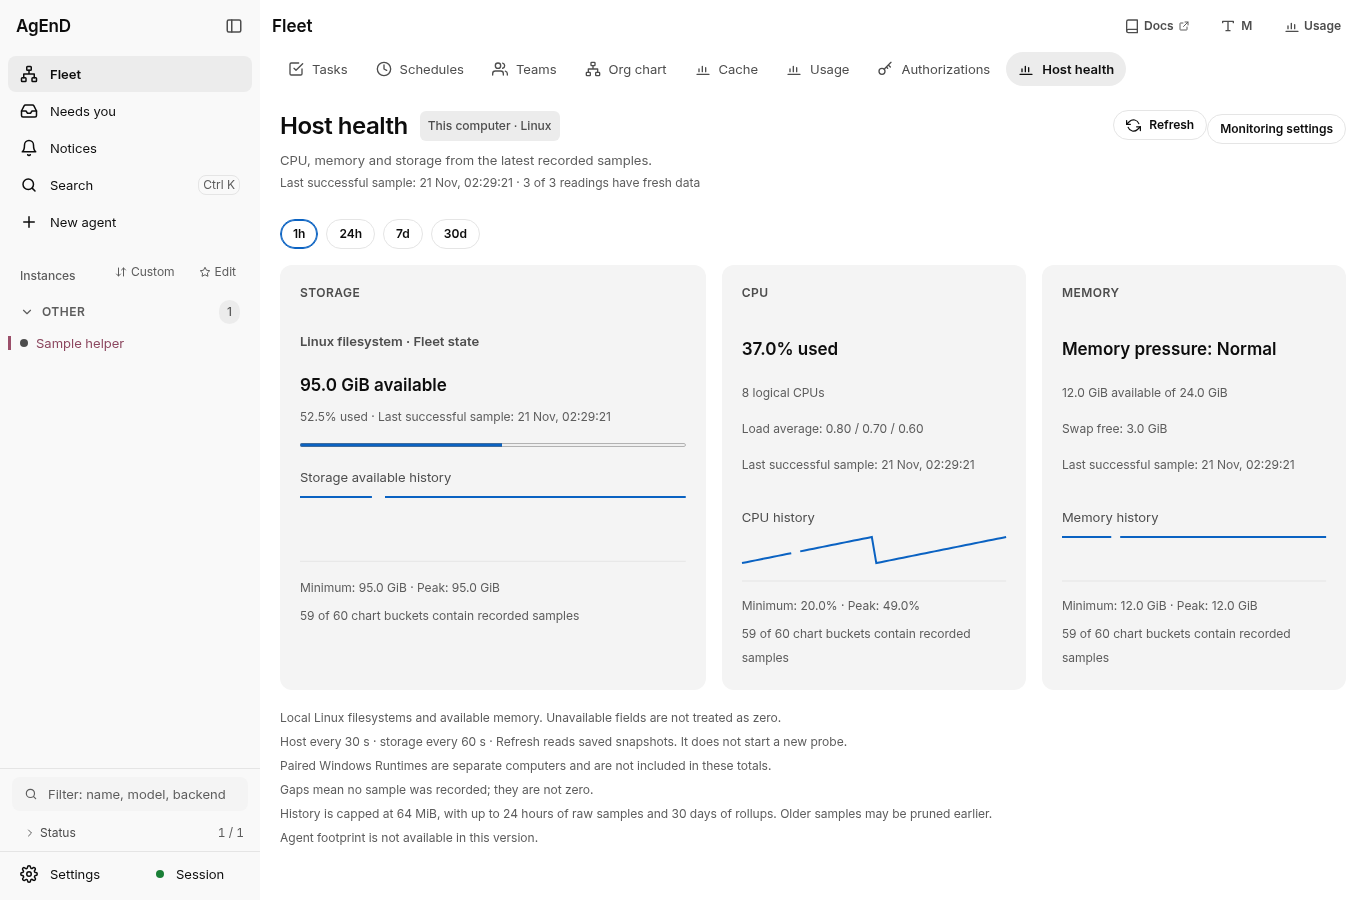 AgEnD
Fleet
Needs you
Notices
Search
Ctrl K
New agent
Instances
Custom
Edit
OTHER
1
Sample helper
Filter: name, model, backend
Status
1 / 1
Settings
Session
Fleet
Docs
M
Usage
Tasks
Schedules
Teams
Org chart
Cache
Usage
Authorizations
Host health
Host health
This computer · Linux
Refresh
Monitoring settings
CPU, memory and storage from the latest recorded samples.
Last successful sample: 21 Nov, 02:29:21 · 3 of 3 readings have fresh data
1h
24h
7d
30d
STORAGE
Linux filesystem · Fleet state
95.0 GiB available
52.5% used · Last successful sample: 21 Nov, 02:29:21
Storage available history
Minimum: 95.0 GiB · Peak: 95.0 GiB
59 of 60 chart buckets contain recorded samples
CPU
37.0% used
8 logical CPUs
Load average: 0.80 / 0.70 / 0.60
Last successful sample: 21 Nov, 02:29:21
CPU history
Minimum: 20.0% · Peak: 49.0%
59 of 60 chart buckets contain recorded
samples
MEMORY
Memory pressure: Normal
12.0 GiB available of 24.0 GiB
Swap free: 3.0 GiB
Last successful sample: 21 Nov, 02:29:21
Memory history
Minimum: 12.0 GiB · Peak: 12.0 GiB
59 of 60 chart buckets contain recorded
samples
Local Linux filesystems and available memory. Unavailable fields are not treated as zero.
Host every 30 s · storage every 60 s · Refresh reads saved snapshots. It does not start a new probe.
Paired Windows Runtimes are separate computers and are not included in these totals.
Gaps mean no sample was recorded; they are not zero.
History is capped at 64 MiB, with up to 24 hours of raw samples and 30 days of rollups. Older samples may be pruned earlier.
Agent footprint is not available in this version.